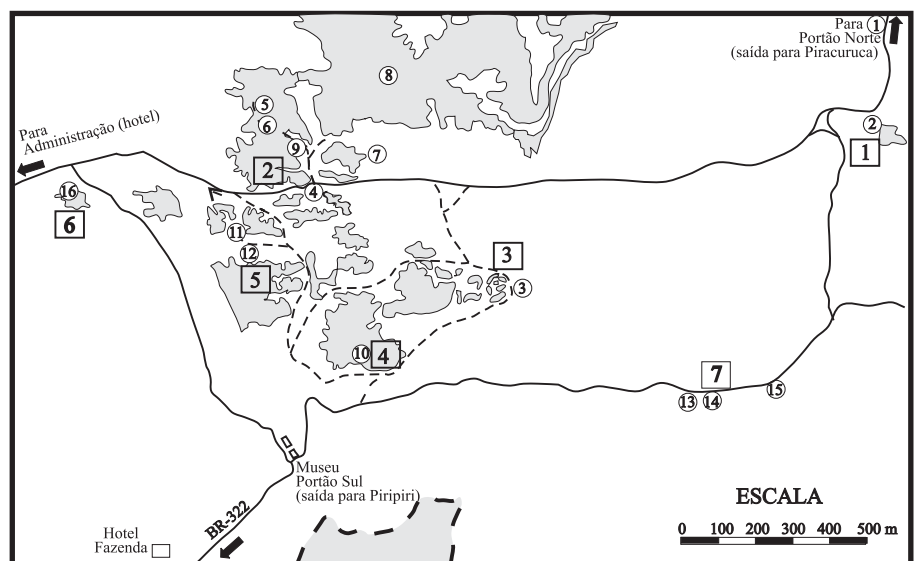 Para 1
Portão Norte
(saída para Piracuruca)
8
5
6
2
9
7
1
Para
Administração (hotel)
2
4
16
6
11
12
3
5
3
10
4
7
13
14
15
Museu
Portão Sul
(saída para Piripiri)
ESCALA
0 100 200 300 400 500 m
BR-322
Hotel
Fazenda